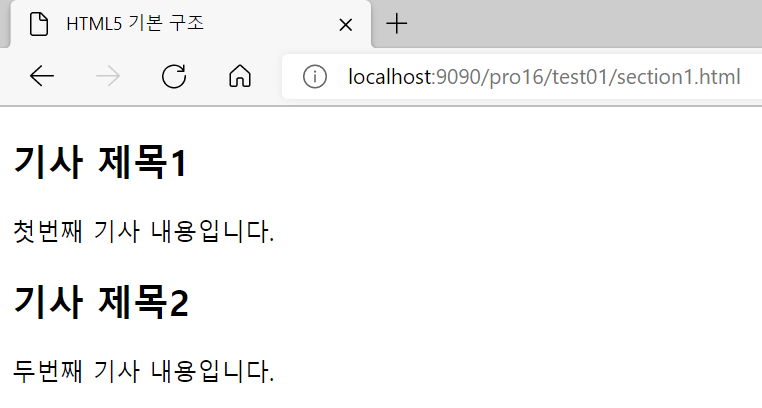 HTML5 기본 구조
localhost:9090/pro16/test01/section1.html
기사 제목1
첫번째 기사 내용입니다.
기사 제목2
두번째 기사 내용입니다.